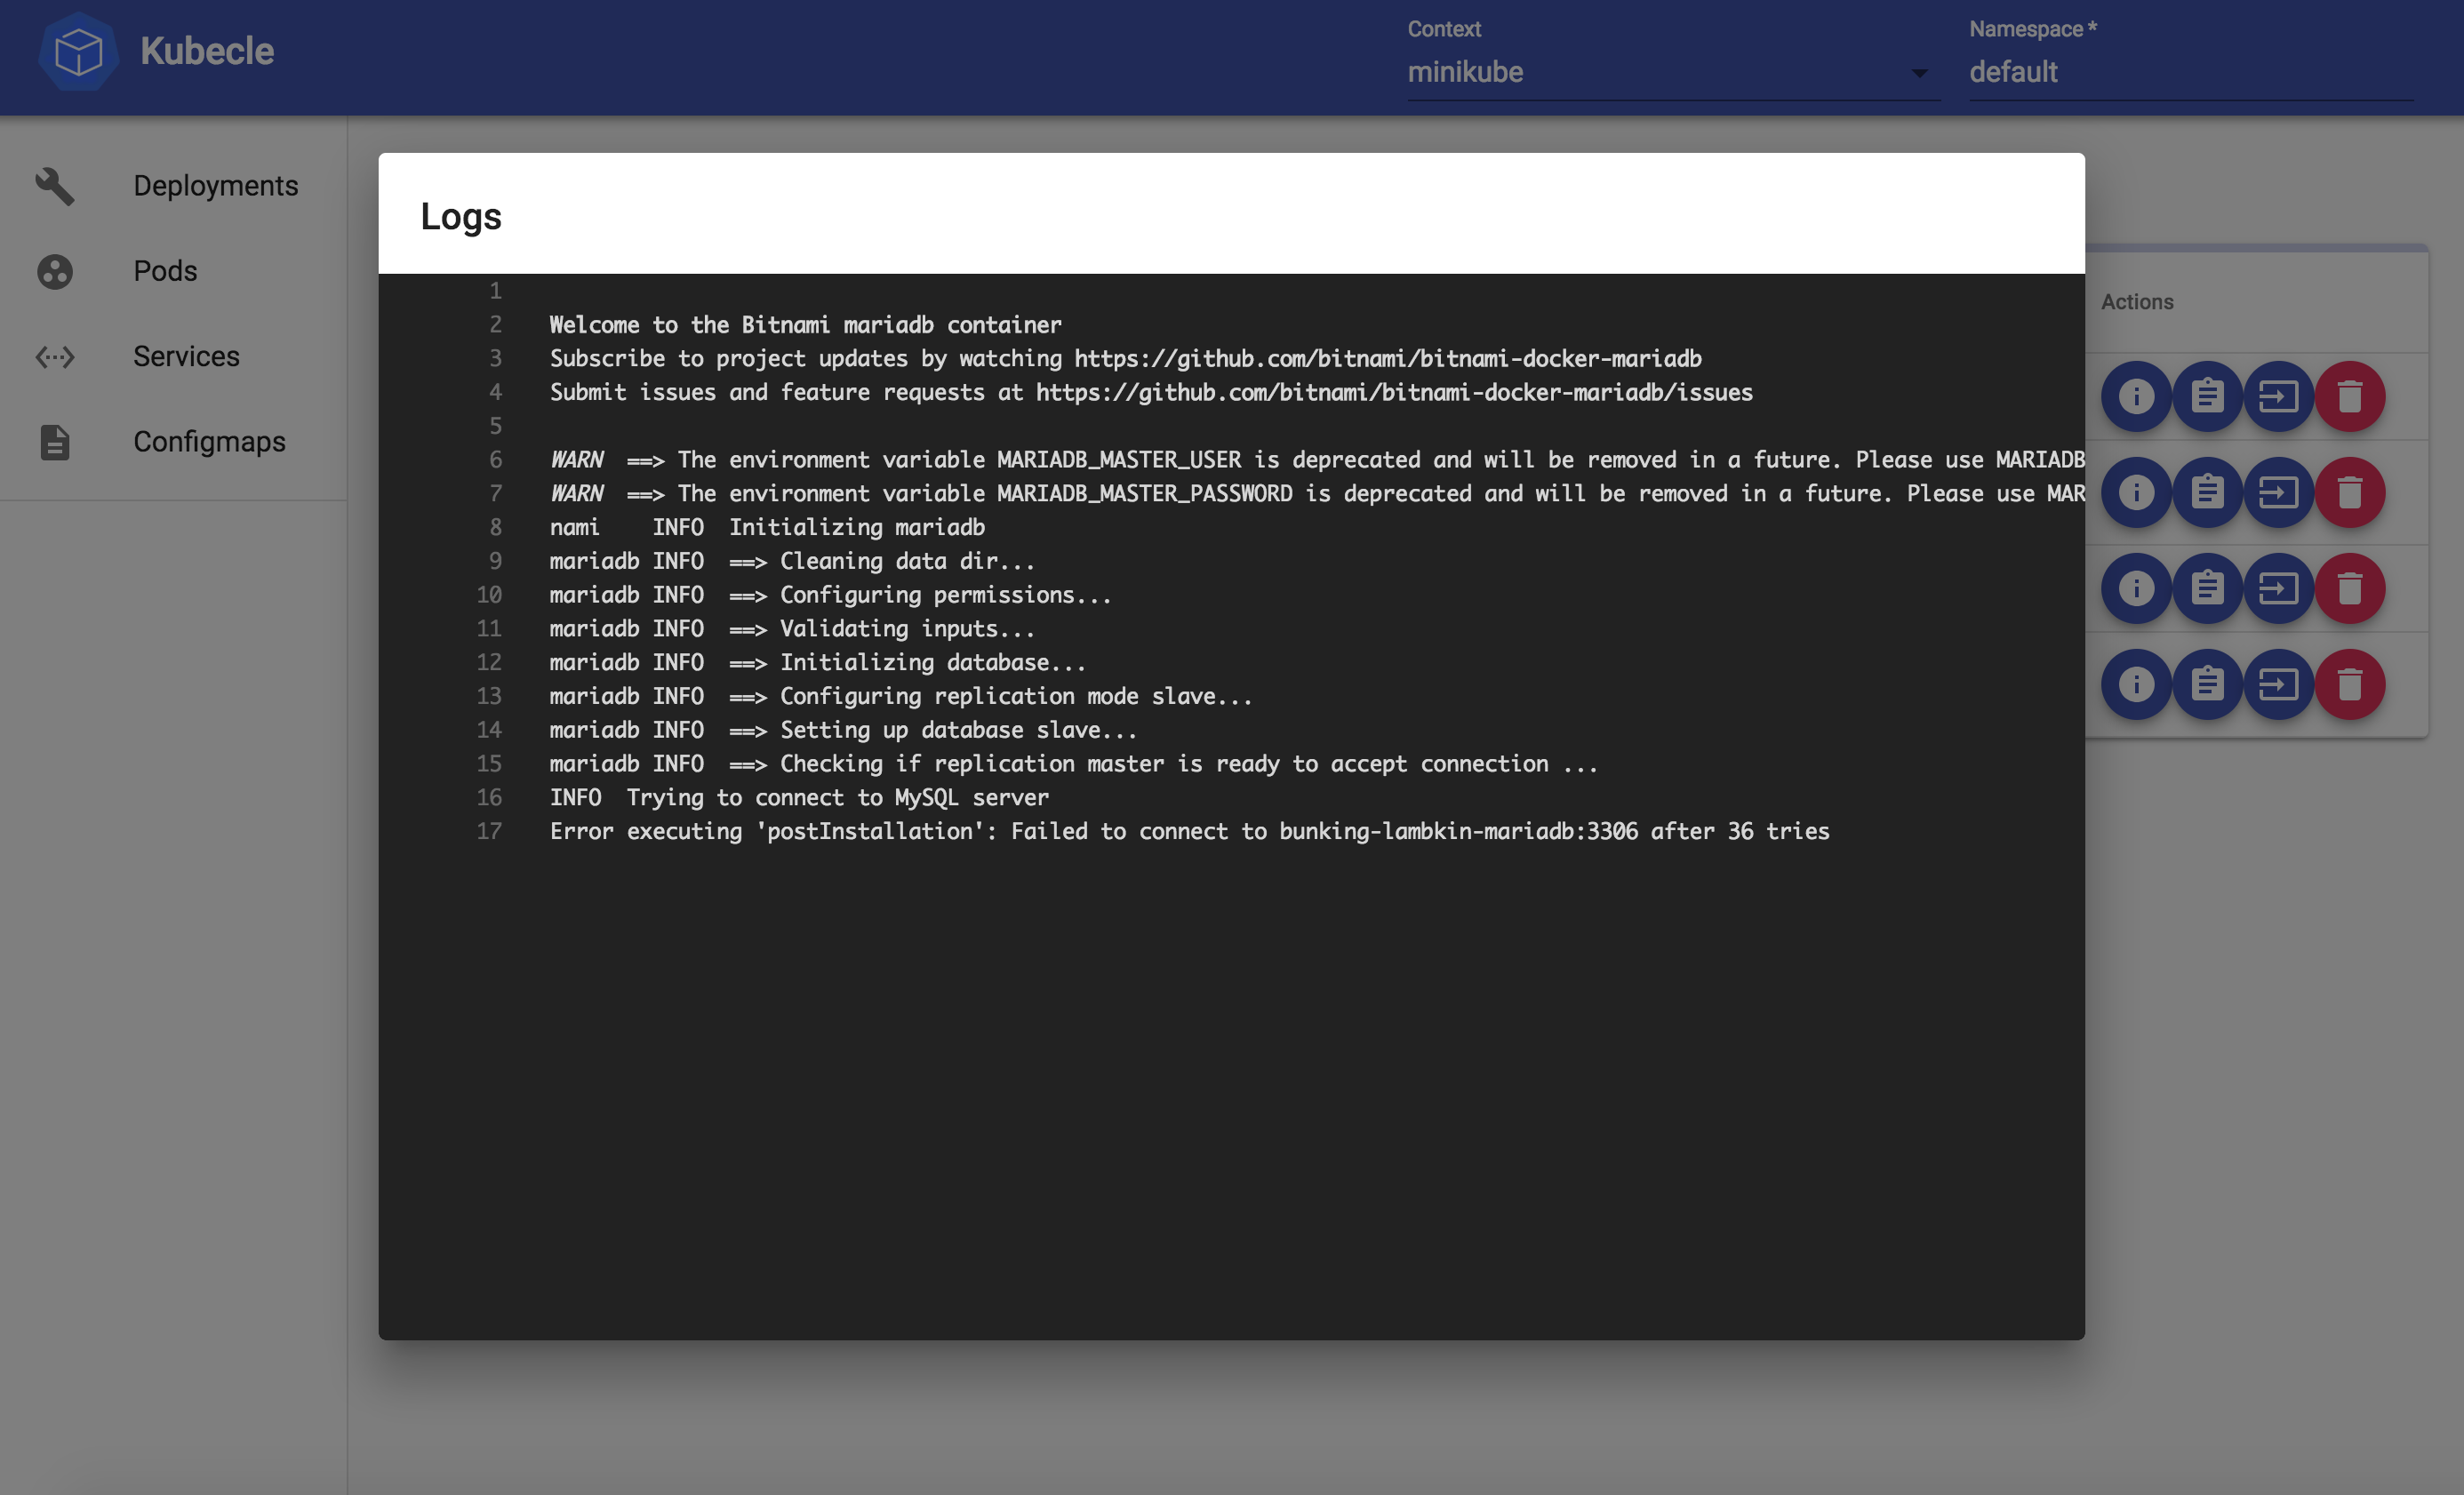 Kubecle
Context
minikube
Namespace *
default
Deployments
Pods
Services
Configmaps
Logs
Actions
1
2 Welcome to the Bitnami mariadb container
3 Subscribe to project updates by watching https://github.com/bitnami/bitnami-docker-mariadb
4 Submit issues and feature requests at https://github.com/bitnami/bitnami-docker-mariadb/issues
5
6 WARN  ==> The environment variable MARIADB_MASTER_USER is deprecated and will be removed in a future. Please use MARIADB
7 WARN  ==> The environment variable MARIADB_MASTER_PASSWORD is deprecated and will be removed in a future. Please use MAR
8 nami    INFO  Initializing mariadb
9 mariadb INFO  ==> Cleaning data dir...
10 mariadb INFO  ==> Configuring permissions...
11 mariadb INFO  ==> Validating inputs...
12 mariadb INFO  ==> Initializing database...
13 mariadb INFO  ==> Configuring replication mode slave...
14 mariadb INFO  ==> Setting up database slave...
15 mariadb INFO  ==> Checking if replication master is ready to accept connection ...
16 INFO  Trying to connect to MySQL server
17 Error executing 'postInstallation': Failed to connect to bunking-lambkin-mariadb:3306 after 36 tries